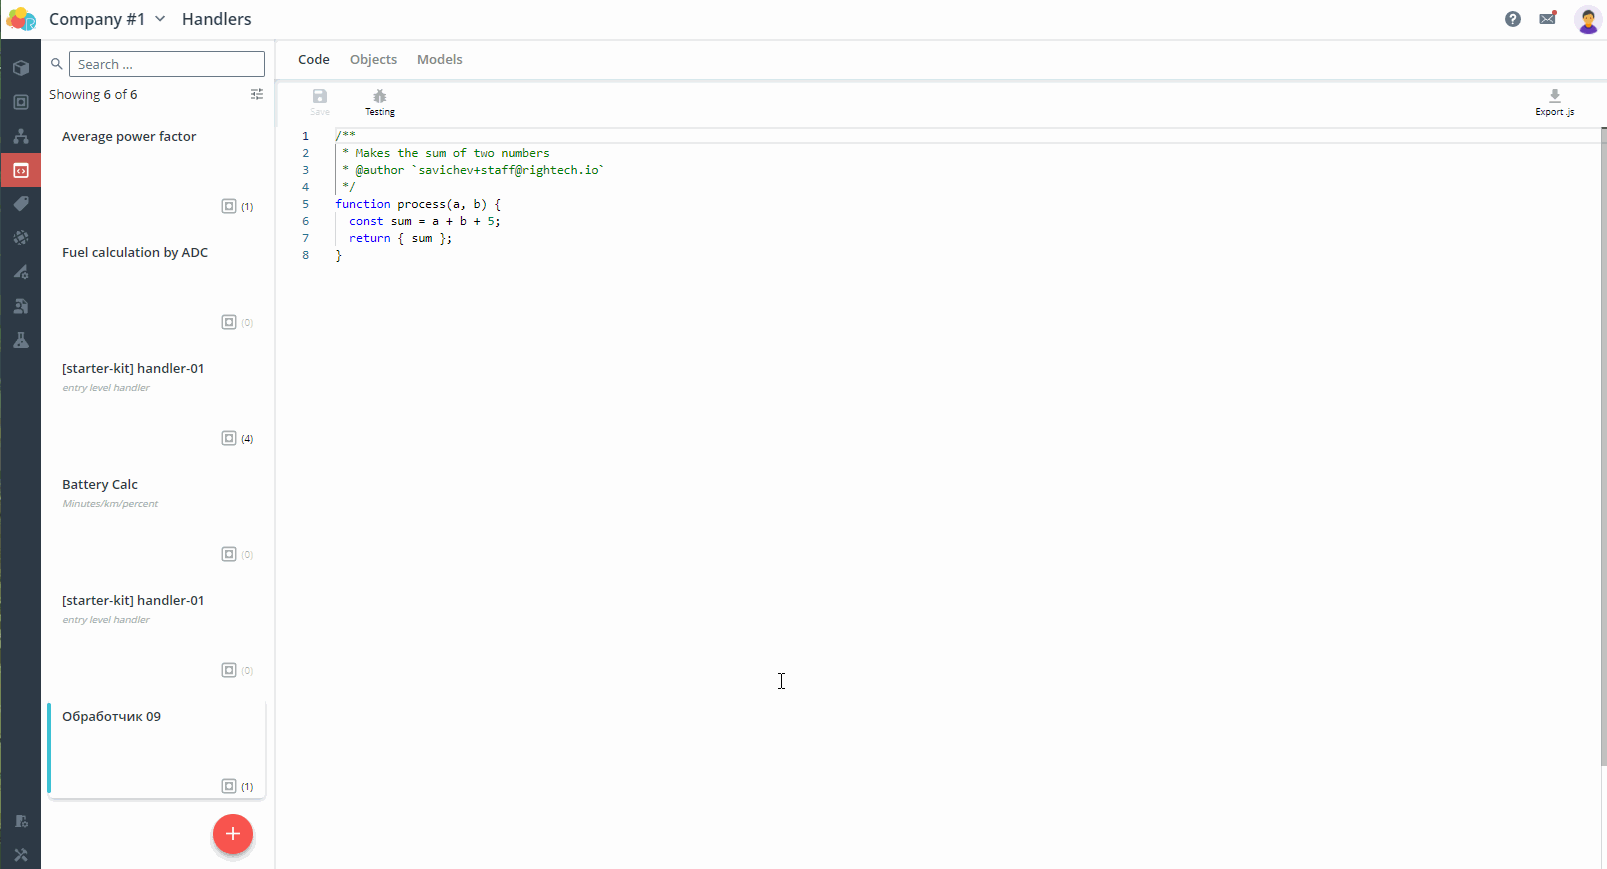 Company #1 Handlers
Search ...
Showing 6 of 6
Average power factor
(1)
Fuel calculation by ADC
(0)
[starter-kit] handler-01
entry level handler
(4)
Battery Calc
Minutes/km/percent
(0)
[starter-kit] handler-01
entry level handler
(0)
Обработчик 09
(1)
Code Objects Models
Save Testing Export .js
1 /**
2 * Makes the sum of two numbers
3 * @author `savichev+staff@rightech.io`
4 */
5 function process(a, b) {
6 const sum = a + b + 5;
7 return { sum };
8 }